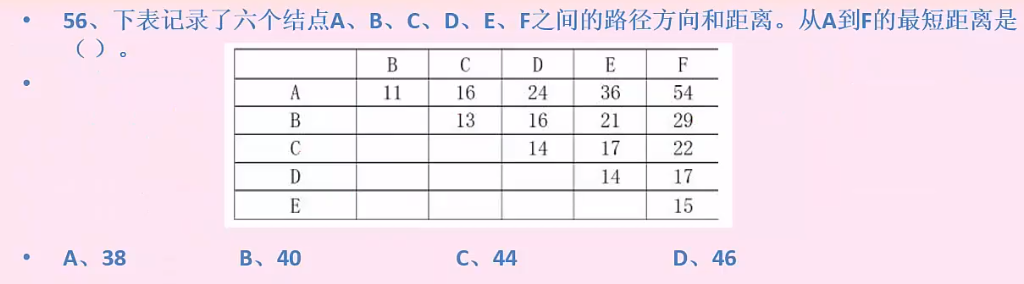 • 56、下表记录了六个结点A、B、C、D、E、F之间的路径方向和距离。从A到F的最短距离是
（ ）。
•
B C D E F
A 11 16 24 36 54
B 13 16 21 29
C 14 17 22
D 14 17
E 15
• A、38 B、40 C、44 D、46